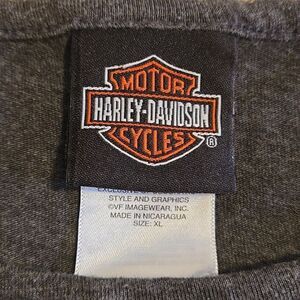 MOTOR
HARLEY-DAVIDSON
CYCLES
®
STYLE AND GRAPHICS
©VF IMAGEWEAR, INC.
MADE IN NICARAGUA
SIZE: XL